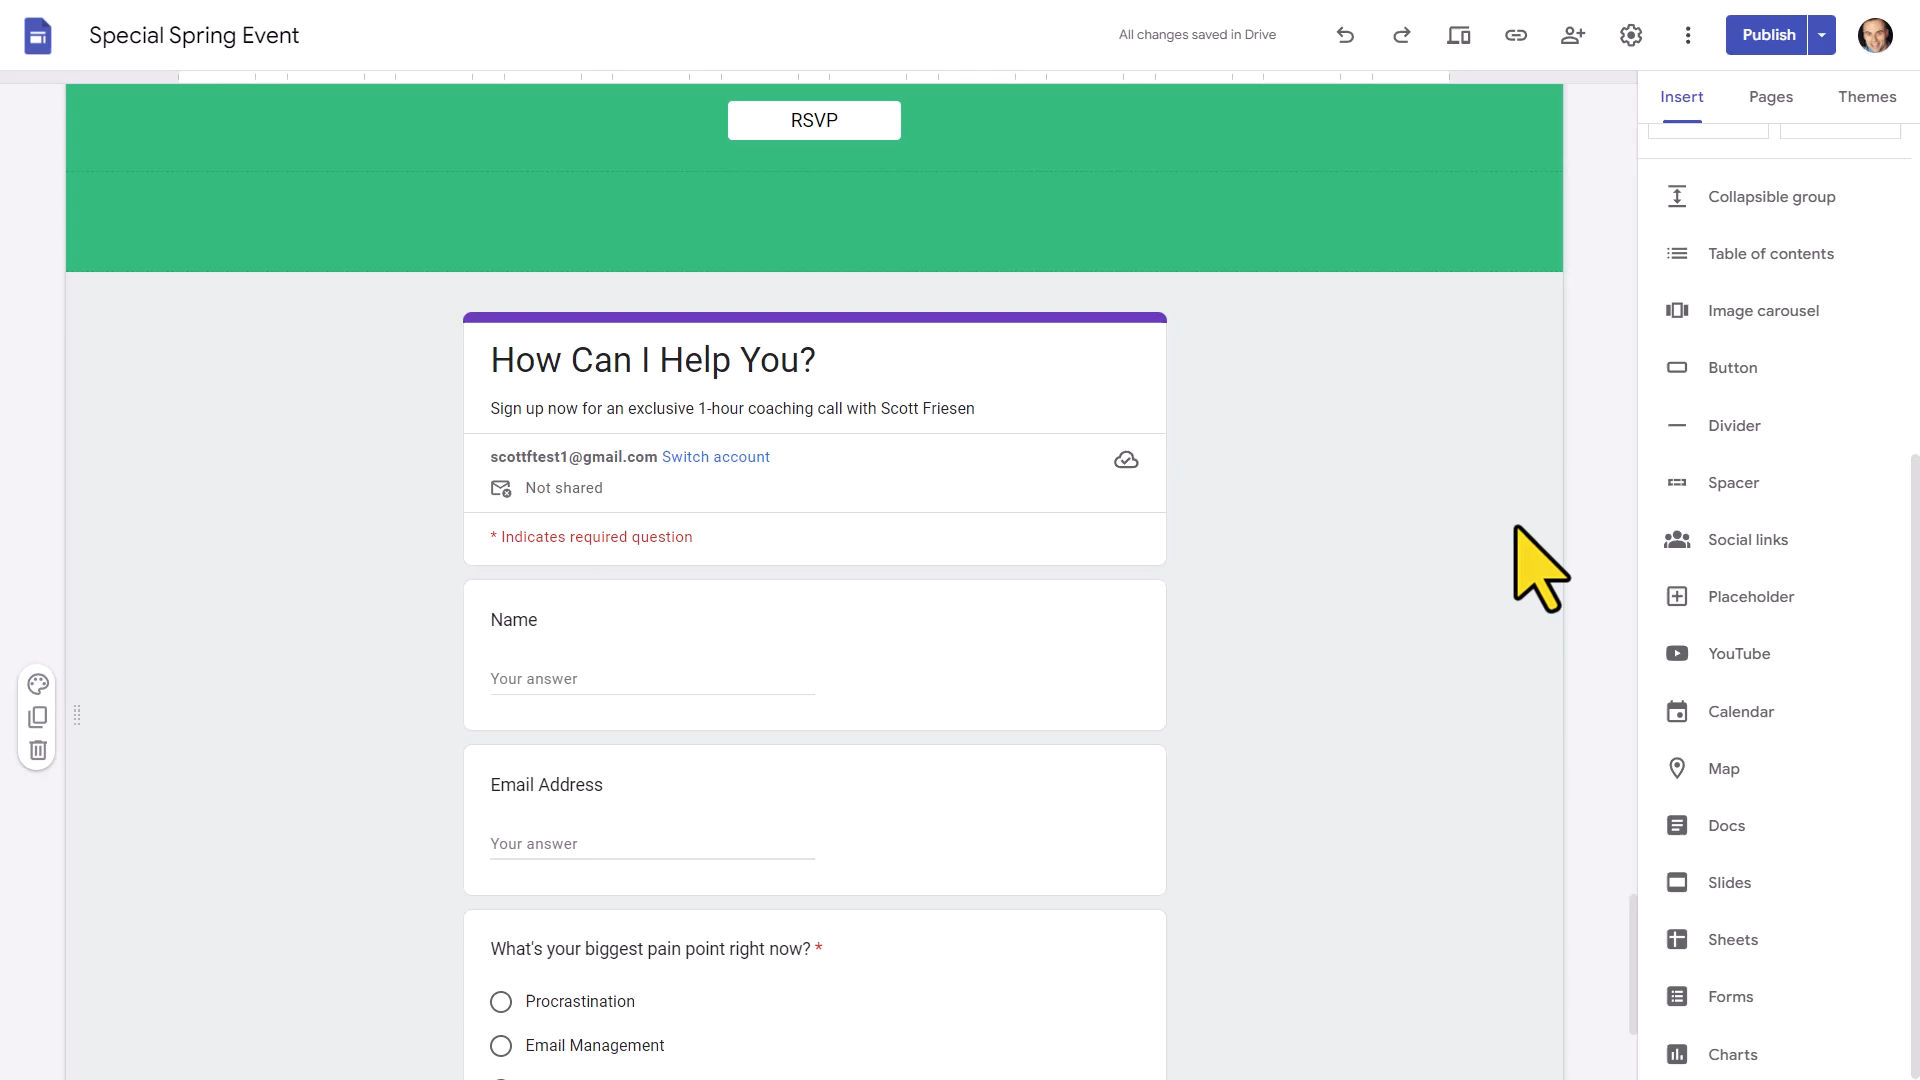 Special Spring Event
All changes saved in Drive
Publish
Insert
Pages
Themes
RSVP
How Can I Help You?
Sign up now for an exclusive 1-hour coaching call with Scott Friesen
scottftest1@gmail.com Switch account
Not shared
* Indicates required question
Name
Your answer
Email Address
Your answer
What's your biggest pain point right now? *
Procrastination
Email Management
Collapsible group
Table of contents
Image carousel
Button
Divider
Spacer
Social links
Placeholder
YouTube
Calendar
Map
Docs
Slides
Sheets
Forms
Charts